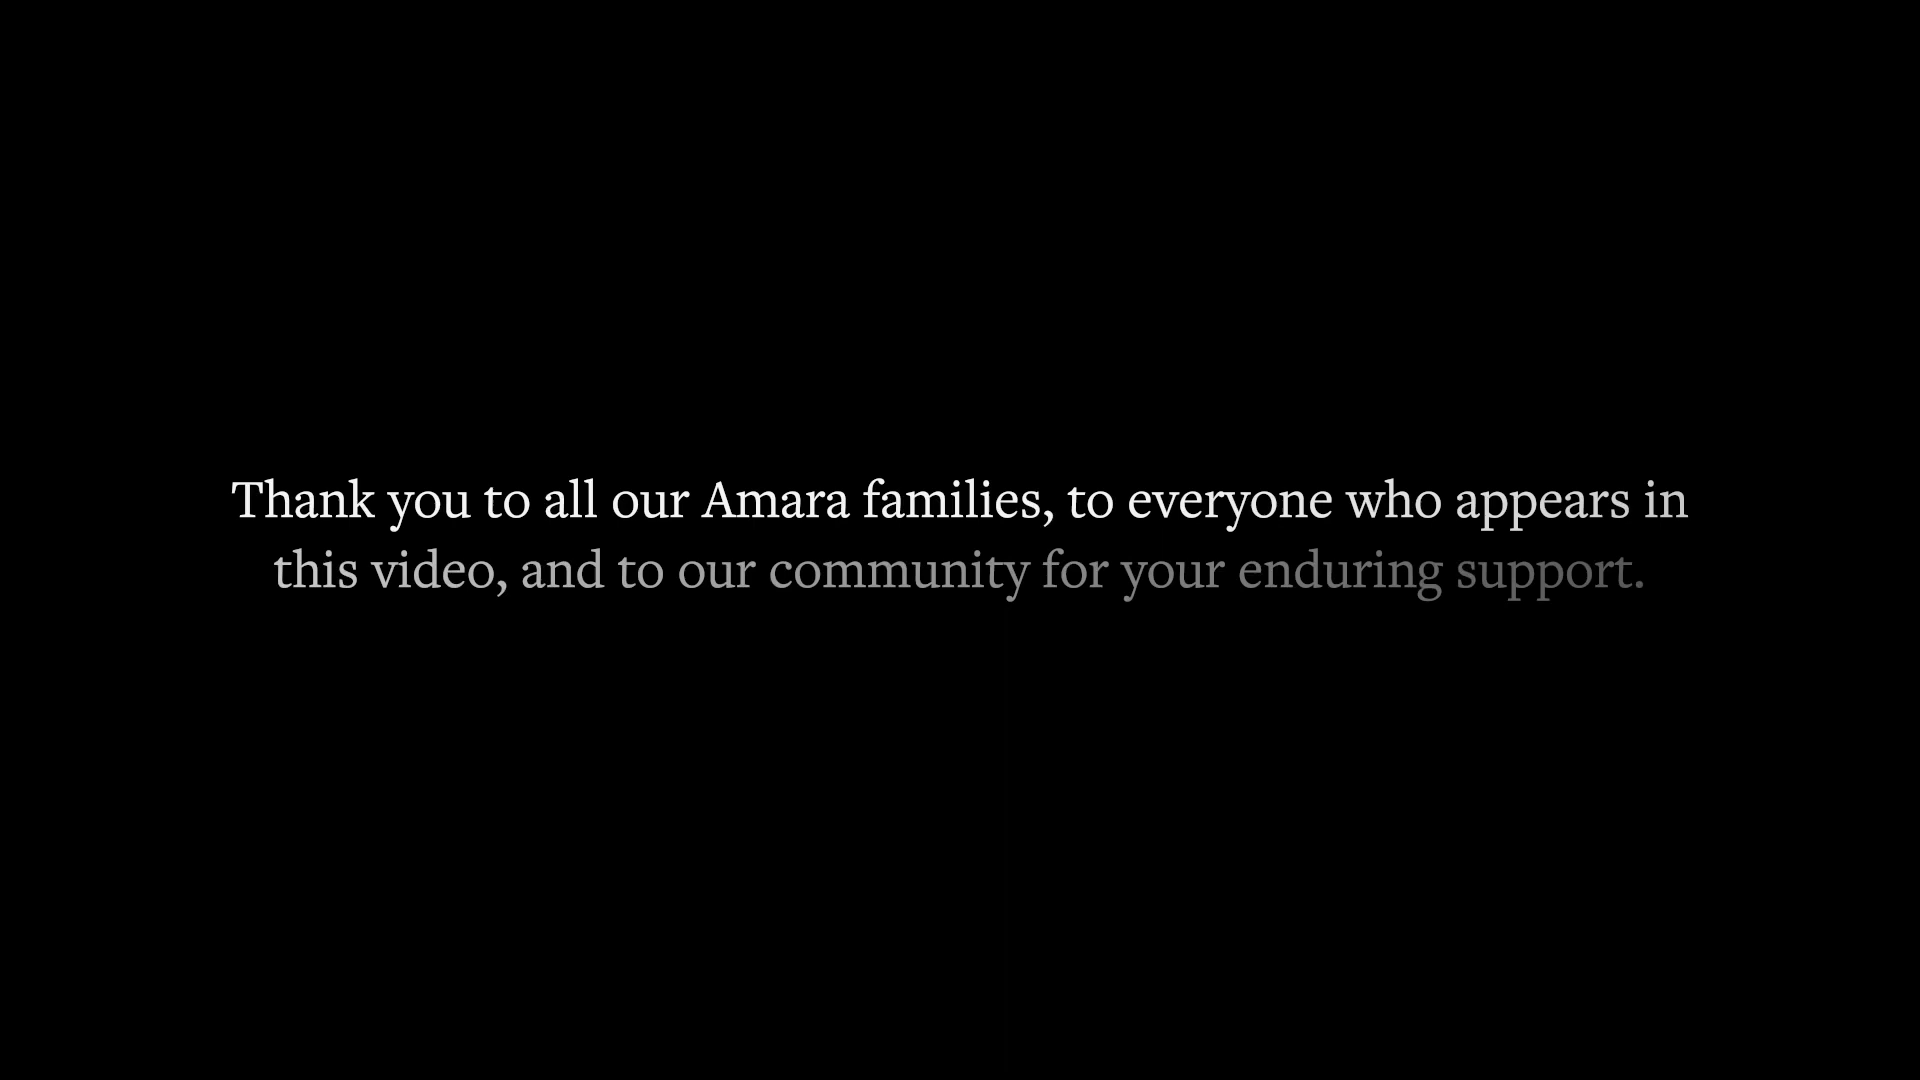 Thank you to all our Amara families, to everyone who appears in
this video, and to our community for your enduring support.